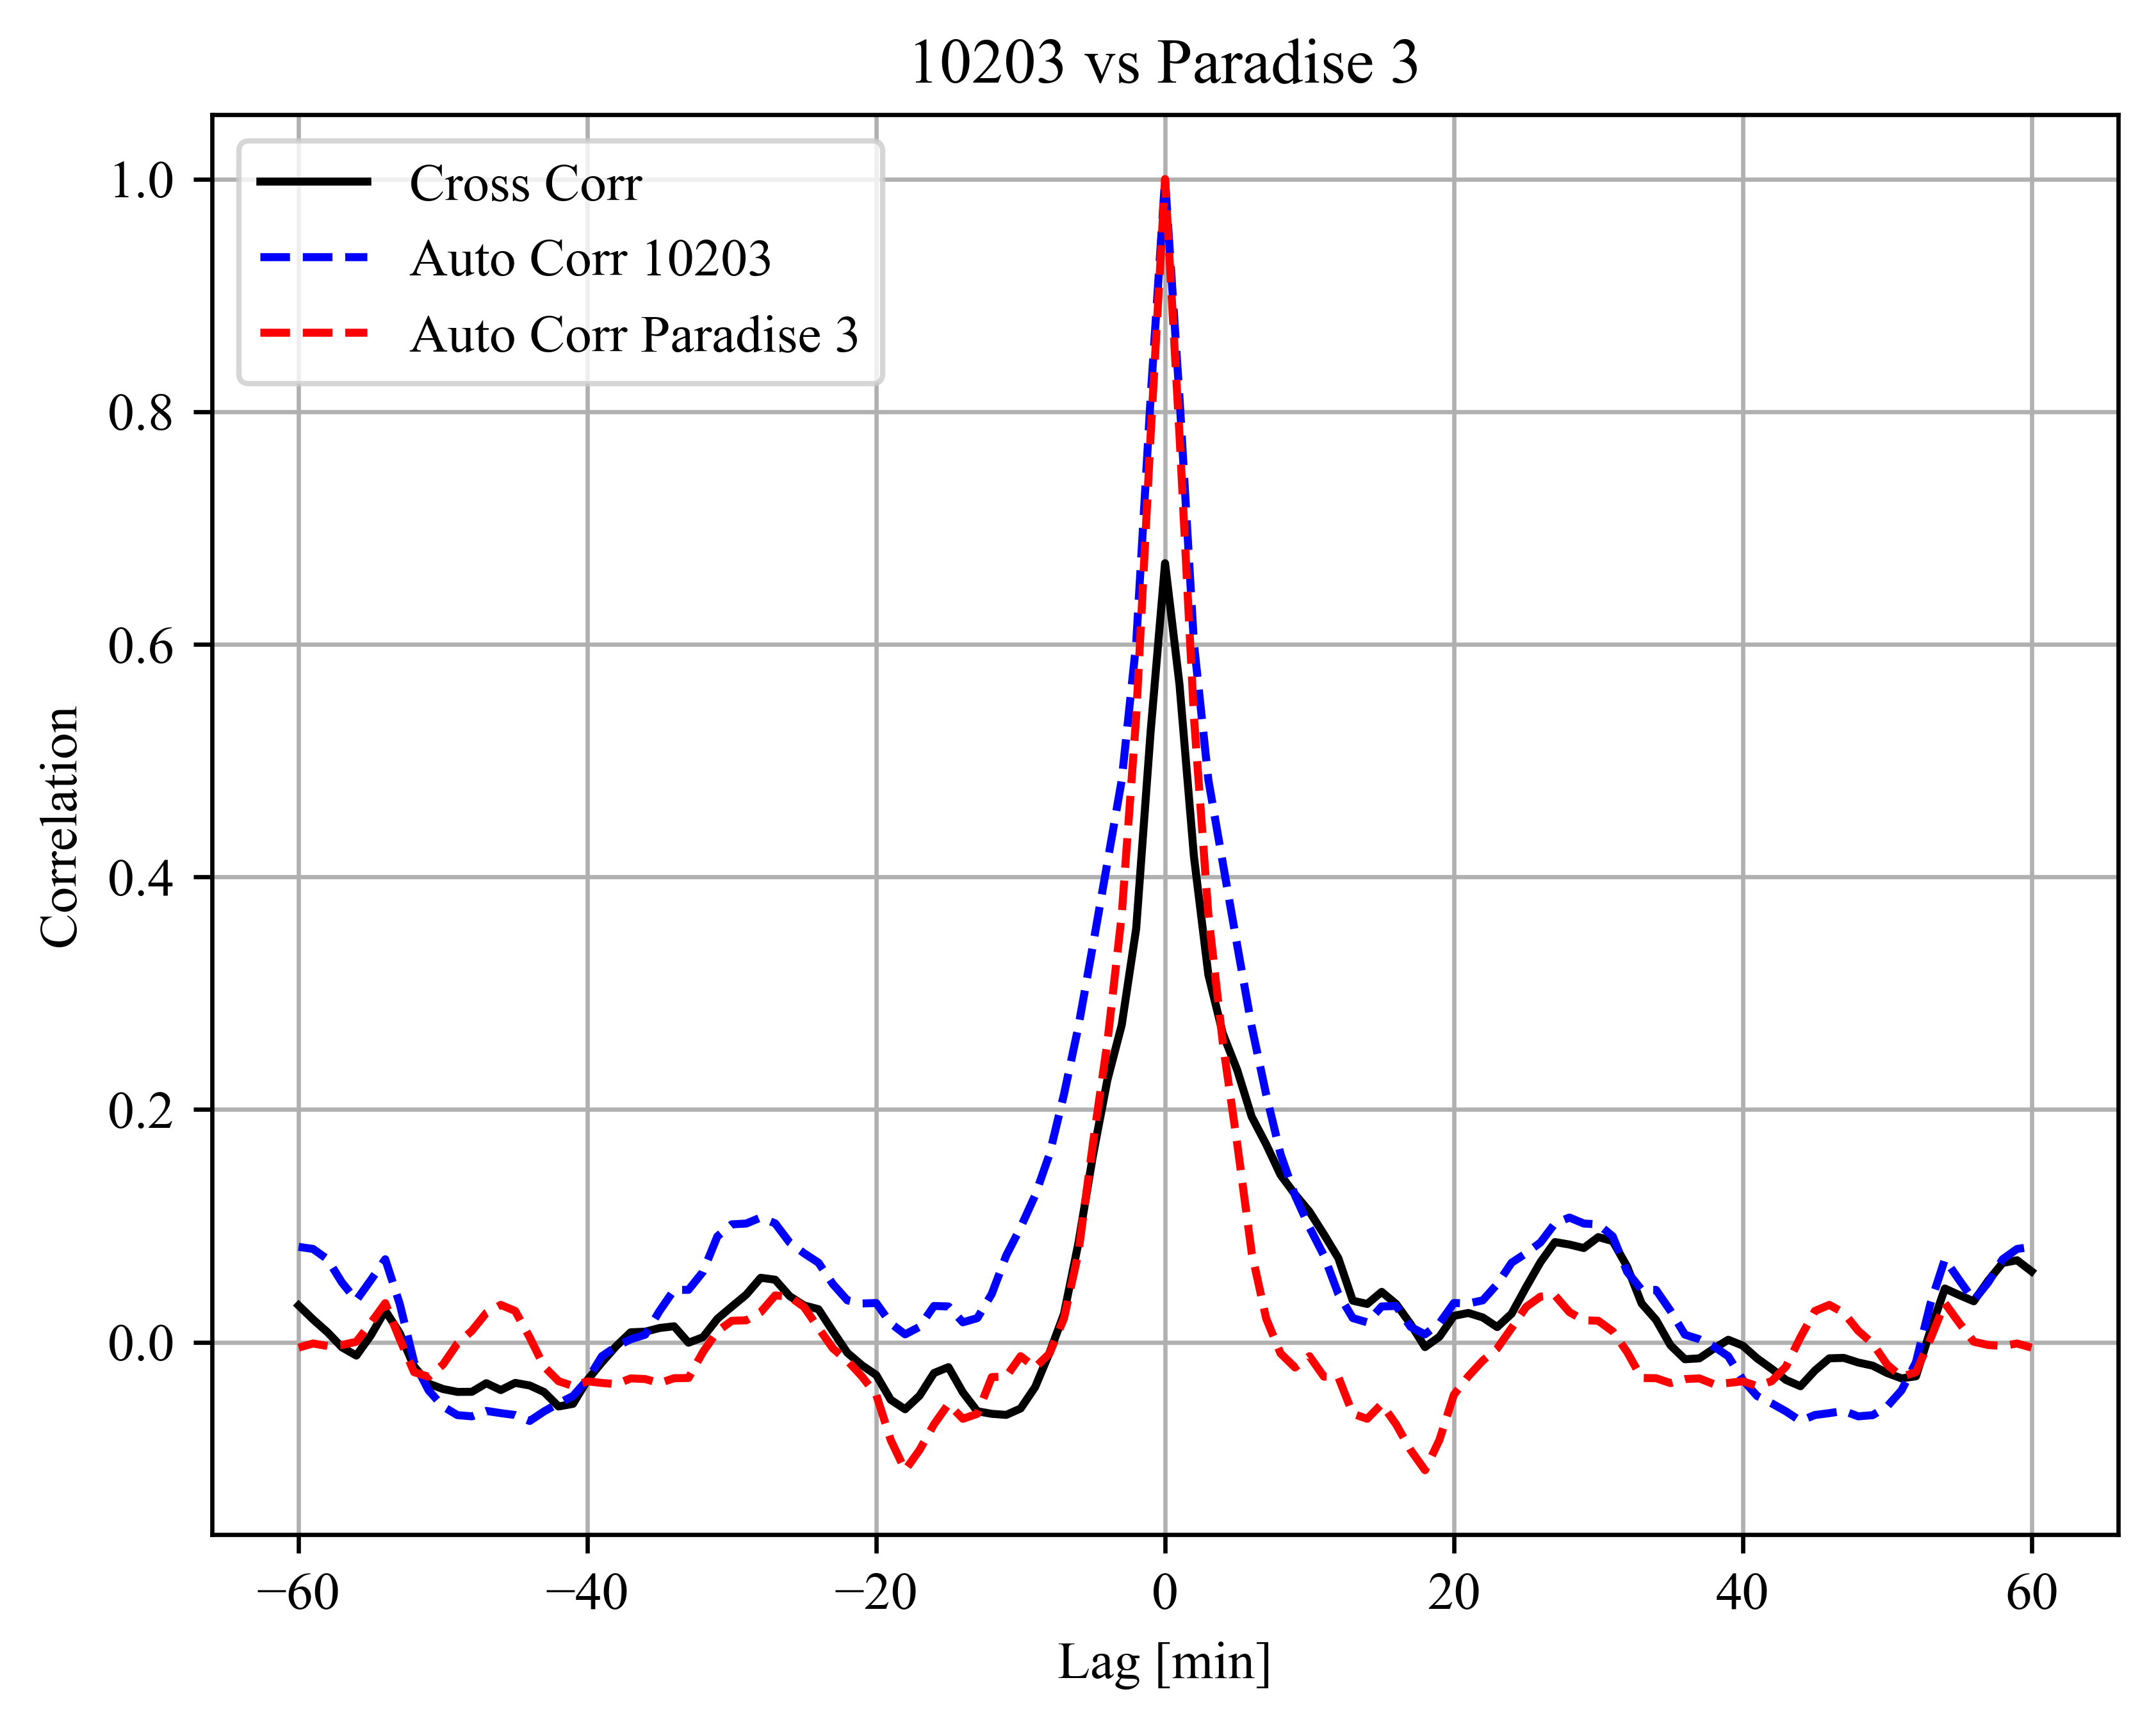 10203 vs Paradise 3
Cross Corr
Auto Corr 10203
Auto Corr Paradise 3
1.0
0.8
0.6
0.4
0.2
0.0
Correlation
−60 −40 −20 0 20 40 60
Lag [min]